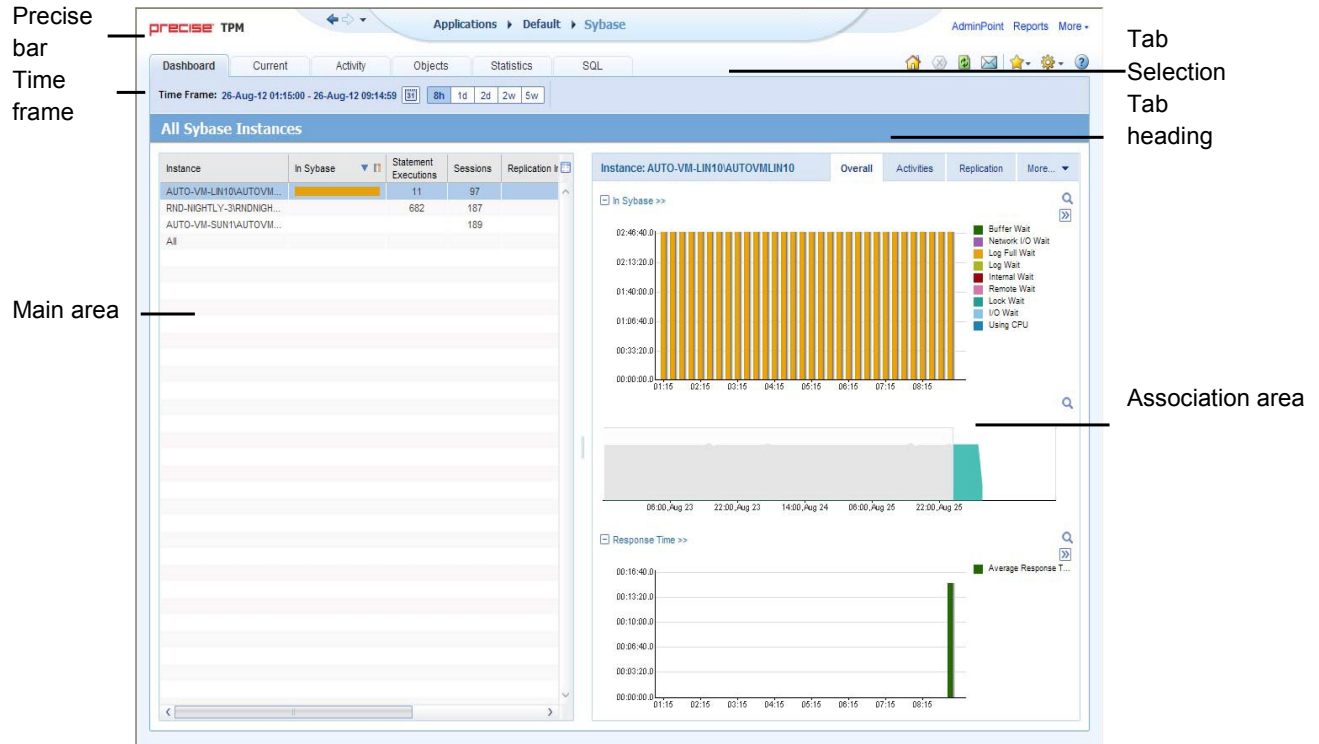 Precise
bar
Time
frame
precise TPM
Applications Default Sybase
AdminPoint Reports More
Tab
Selection
Tab
heading
Dashboard Current Activity Objects Statistics SQL
Time Frame: 26-Aug-12 01:15:00 - 26-Aug-12 09:14:59 31 8h 1d 2d 2w 5w
All Sybase Instances
Instance In Sybase Statement Executions Sessions Replication Ir
AUTO-VM-LIN10\AUTOVM... 11 97
RND-NIGHTLY-3\RNDNIGH... 682 187
AUTO-VM-SUN1\AUTOVM... 189
All
Main area
Instance: AUTO-VM-LIN10\AUTOVMLIN10 Overall Activities Replication More...
In Sybase >>
02:46:40.0
02:13:20.0
01:40:00.0
01:06:40.0
00:33:20.0
00:00:00.0
01:15 02:15 03:15 04:15 05:15 06:15 07:15 08:15
Buffer Wait
Network I/O Wait
Log Full Wait
Log Wait
Internal Wait
Remote Wait
Lock Wait
I/O Wait
Using CPU
Association area
06:00,Aug 23 22:00,Aug 23 14:00,Aug 24 06:00,Aug 25 22:00,Aug 25
Response Time >>
00:16:40.0
00:13:20.0
00:10:00.0
00:06:40.0
00:03:20.0
00:00:00.0
01:15 02:15 03:15 04:15 05:15 06:15 07:15 08:15
Average Response T...